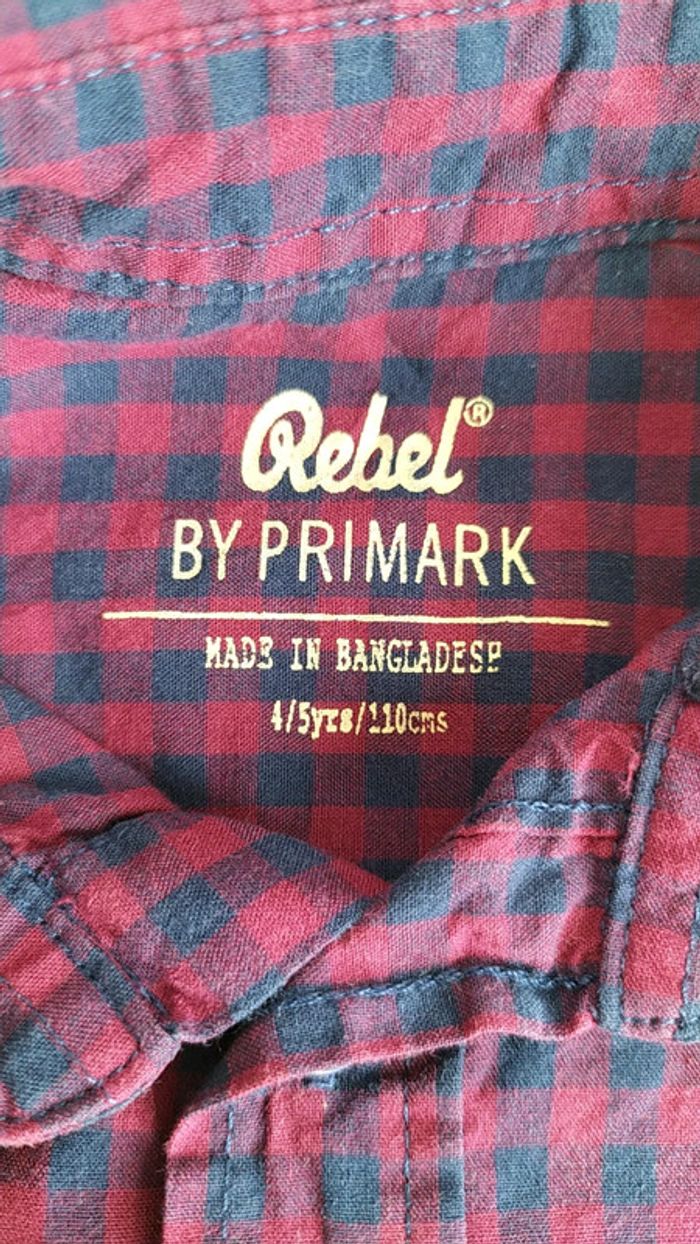 Rebel®
BY PRIMARK
MADE IN BANGLADESH
4/5yrs/110cms